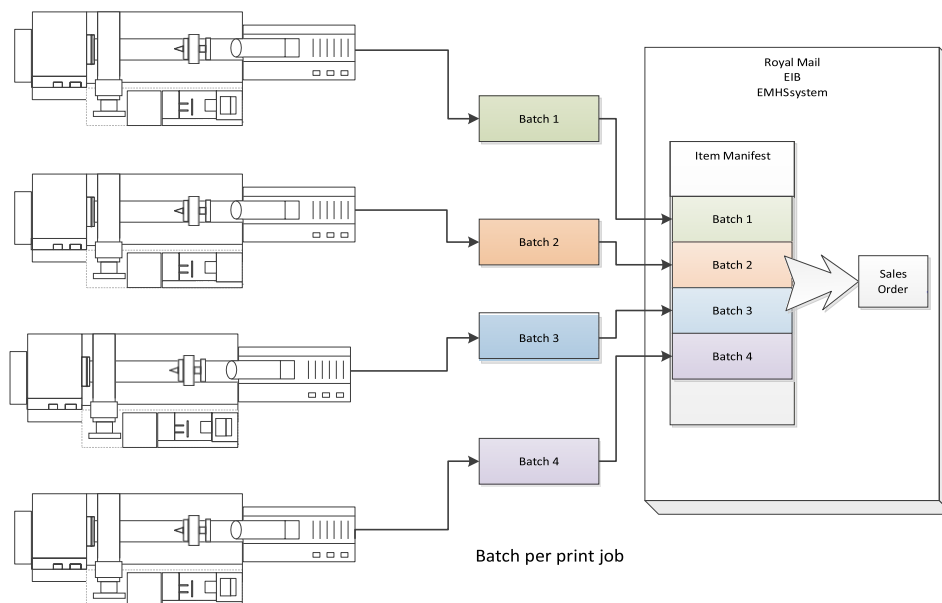 Royal Mail
EIB
EMHSsystem
Batch 1
Item Manifest
Batch 1
Batch 2
Batch 2
Sales
Order
Batch 3
Batch 3
Batch 4
Batch 4
Batch per print job